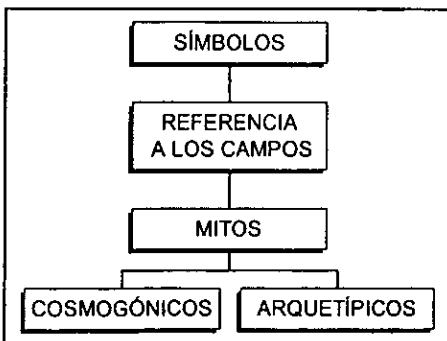 SÍMBOLOS
REFERENCIA
A LOS CAMPOS
MITOS
COSMOGÓNICOS
ARQUETÍPICOS